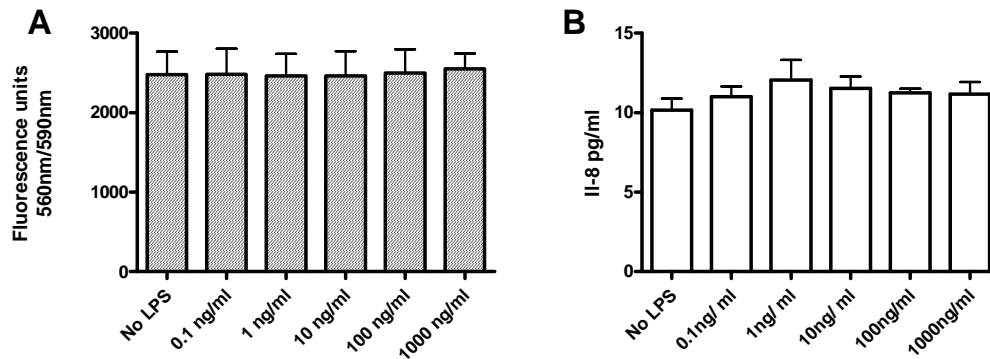 A
Fluorescence units
560nm/590nm
3000
2000
1000
0
No LPS
0.1 ng/ml
1 ng/ml
10 ng/ml
100 ng/ml
1000 ng/ml
B
Il-8 pg/ml
15
10
5
0
No LPS
0.1ng/ ml
1ng/ ml
10ng/ ml
100ng/ml
1000ng/ml